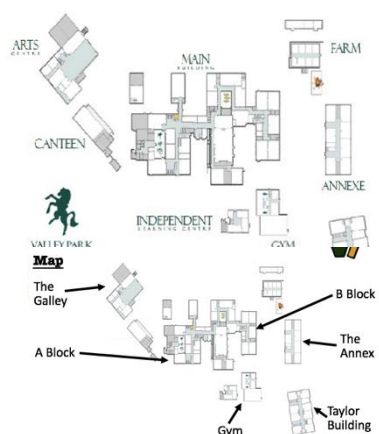 ARTS
CENTRE
MAIN
BUILDING
FARM
CANTEEN
ANNEXE
INDEPENDENT
LEARNING CENTRE
GYM
VALLEY PARK
Map
The
Galley
B Block
A Block
The
Annex
Taylor
Building
Gym